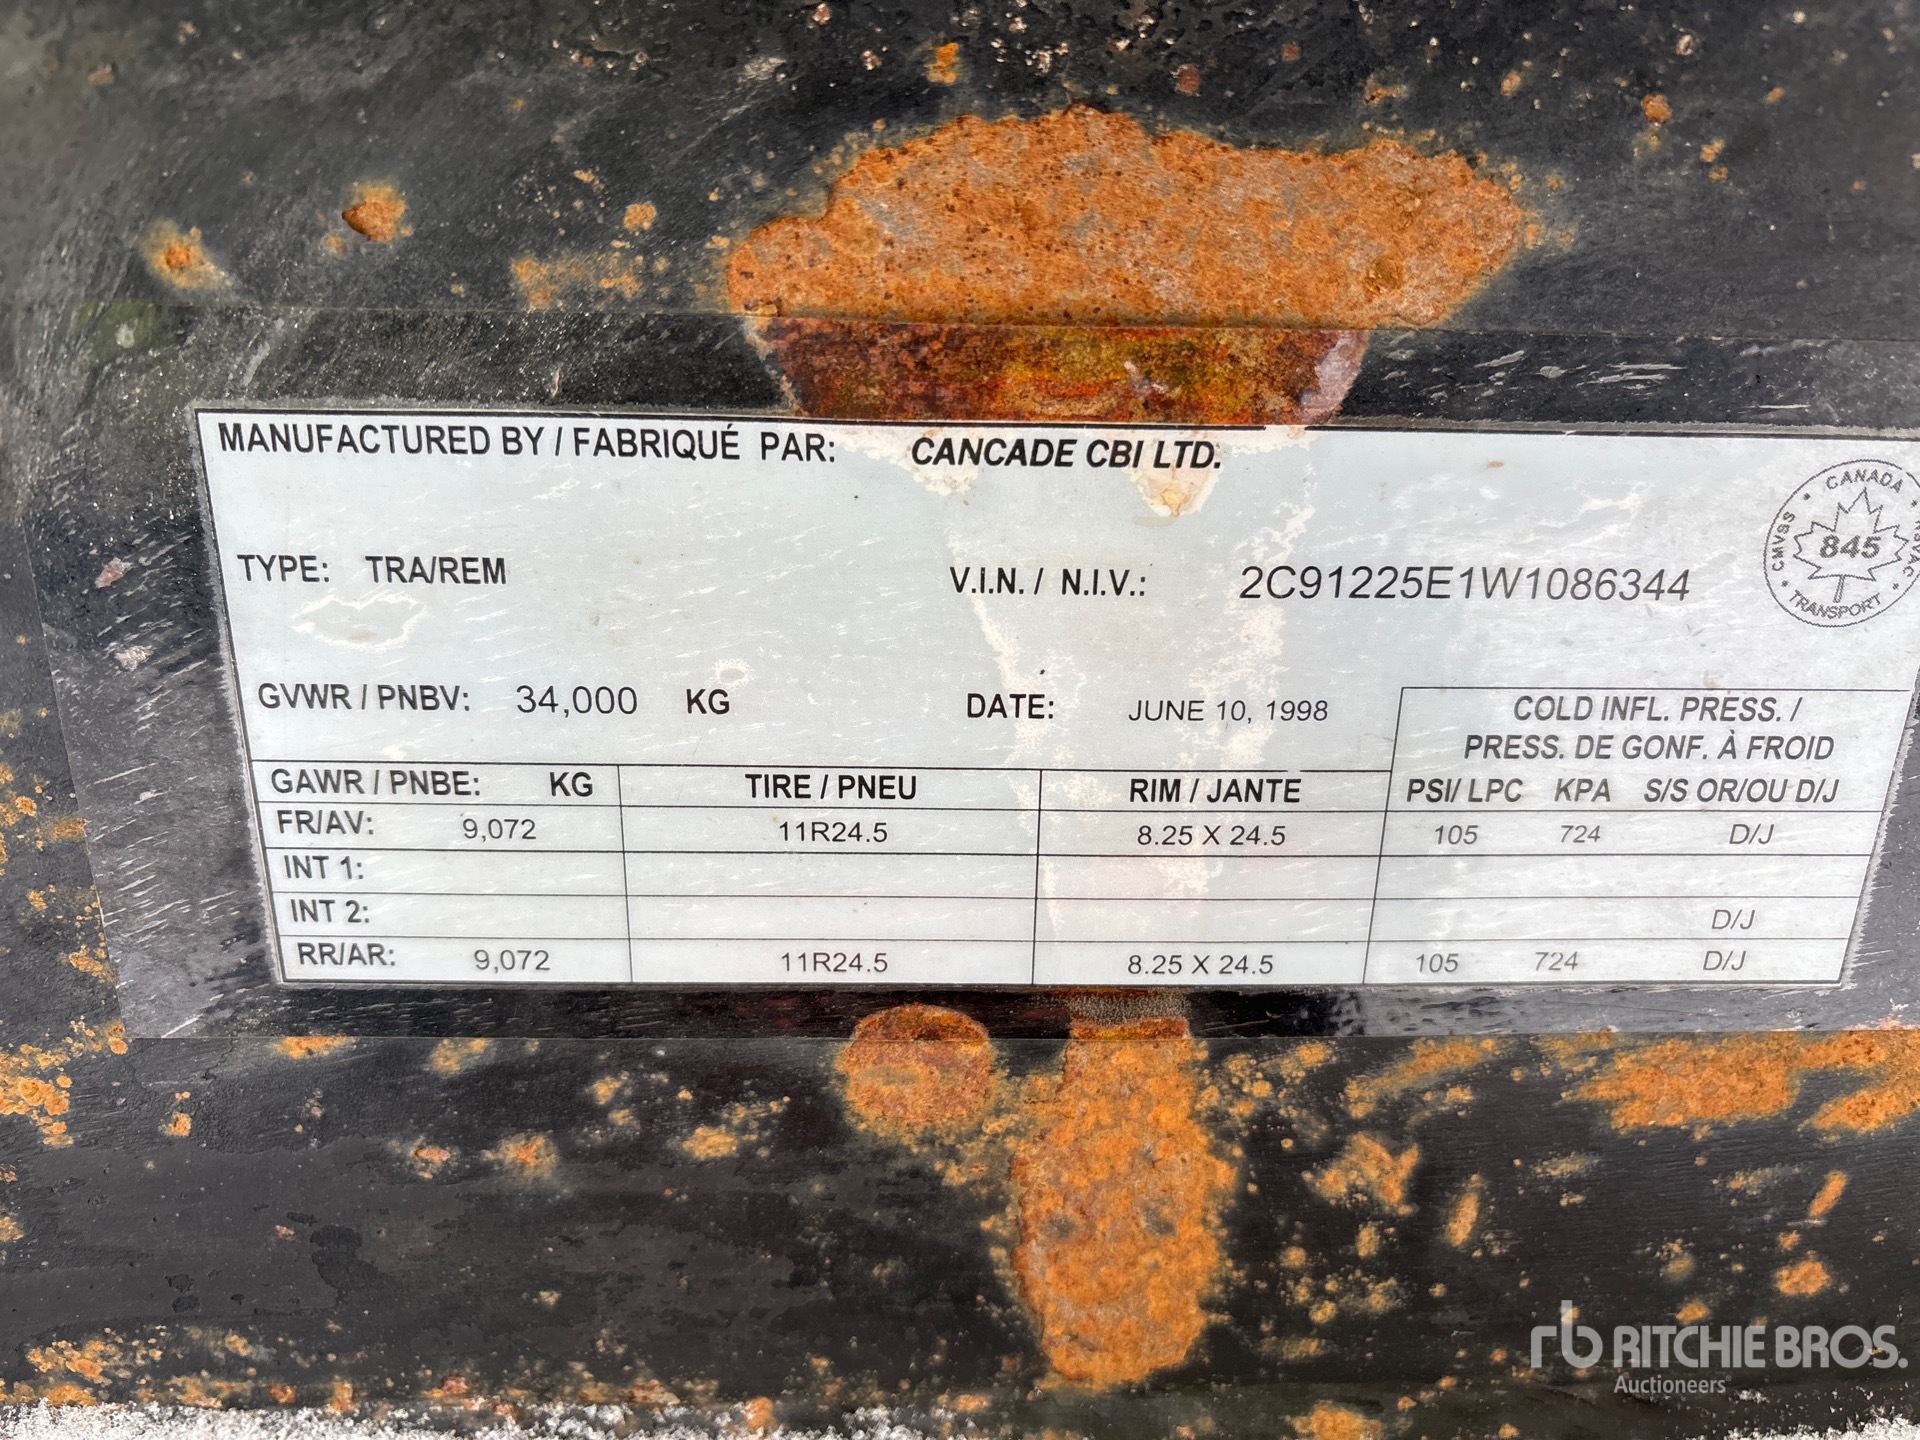 MANUFACTURED BY / FABRIQUÉ PAR: CANCADE CBI LTD.
CANADA
CMVSS
845
TRANSPORT
TYPE: TRA/REM V.I.N. / N.I.V.: 2C91225E1W1086344
GVWR / PNBV: 34,000 KG DATE: JUNE 10, 1998
COLD INFL. PRESS. /
PRESS. DE GONF. À FROID
GAWR / PNBE: KG TIRE / PNEU RIM / JANTE PSI/ LPC KPA S/S OR/OU D/J
FR/AV: 9,072 11R24.5 8.25 X 24.5 105 724 D/J
INT 1:
INT 2: D/J
RR/AR: 9,072 11R24.5 8.25 X 24.5 105 724 D/J
rb RITCHIE BROS.
Auctioneers